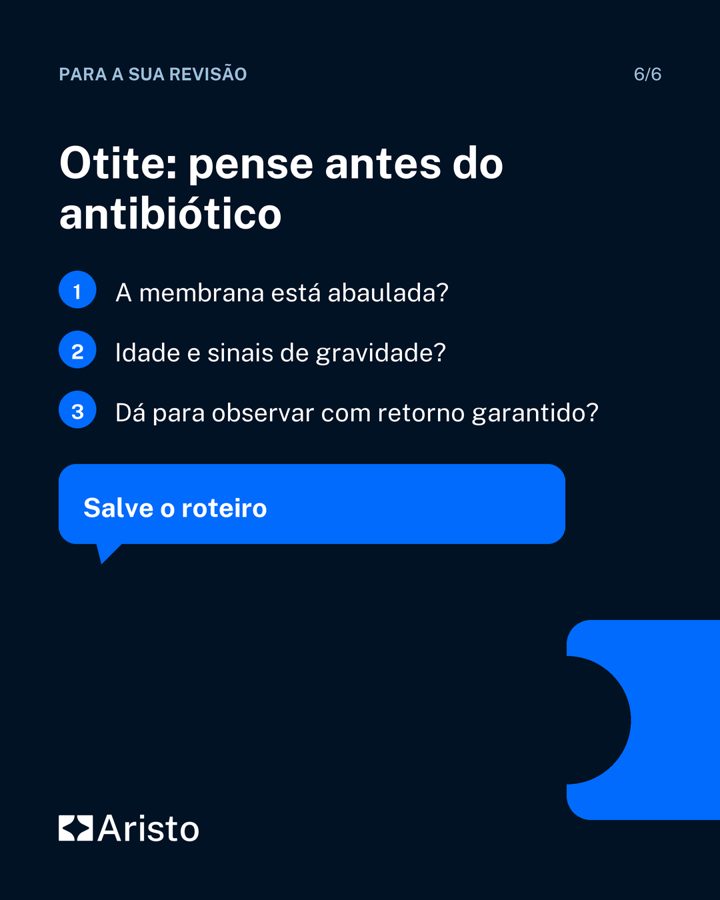 PARA A SUA REVISÃO
6/6
Otite: pense antes do
antibiótico
1 A membrana está abaulada?
2 Idade e sinais de gravidade?
3 Dá para observar com retorno garantido?
Salve o roteiro
Aristo